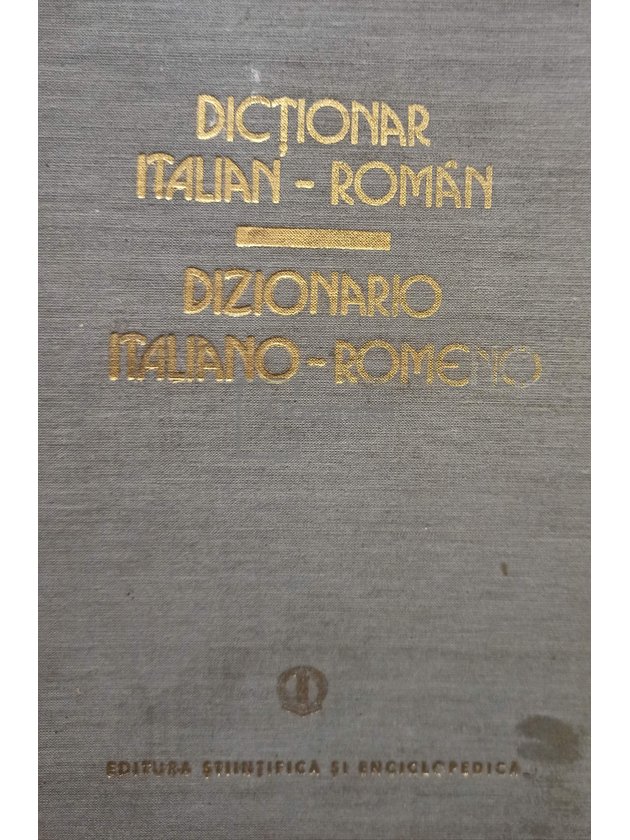 DICȚIONAR
ITALIAN - ROMÂN
DIZIONARIO
ITALIANO - ROMENO
EDITURA ȘTIINȚIFICĂ ȘI ENCICLOPEDICĂ